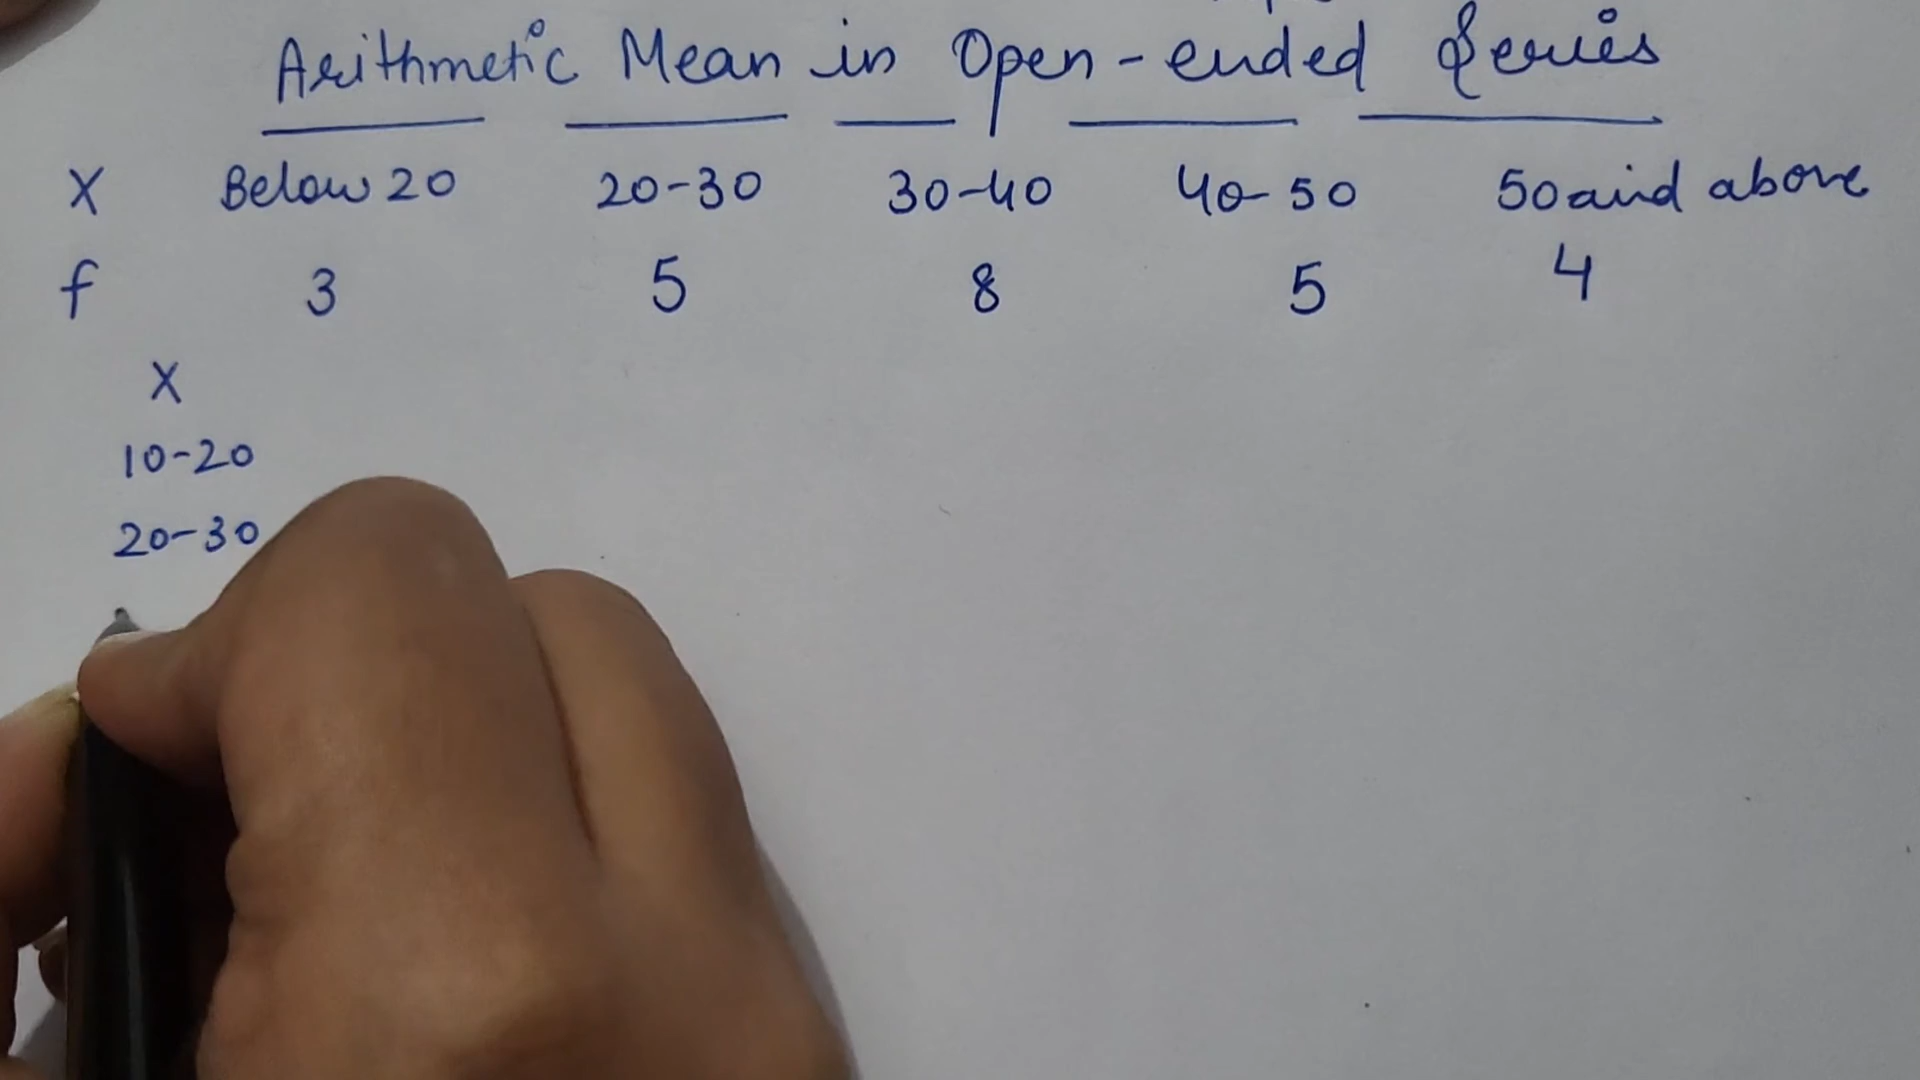 Arithmetic Mean in Open-ended Series
X Below 20 20-30 30-40 40-50 50 and above
f 3 5 8 5 4
X
10-20
20-30